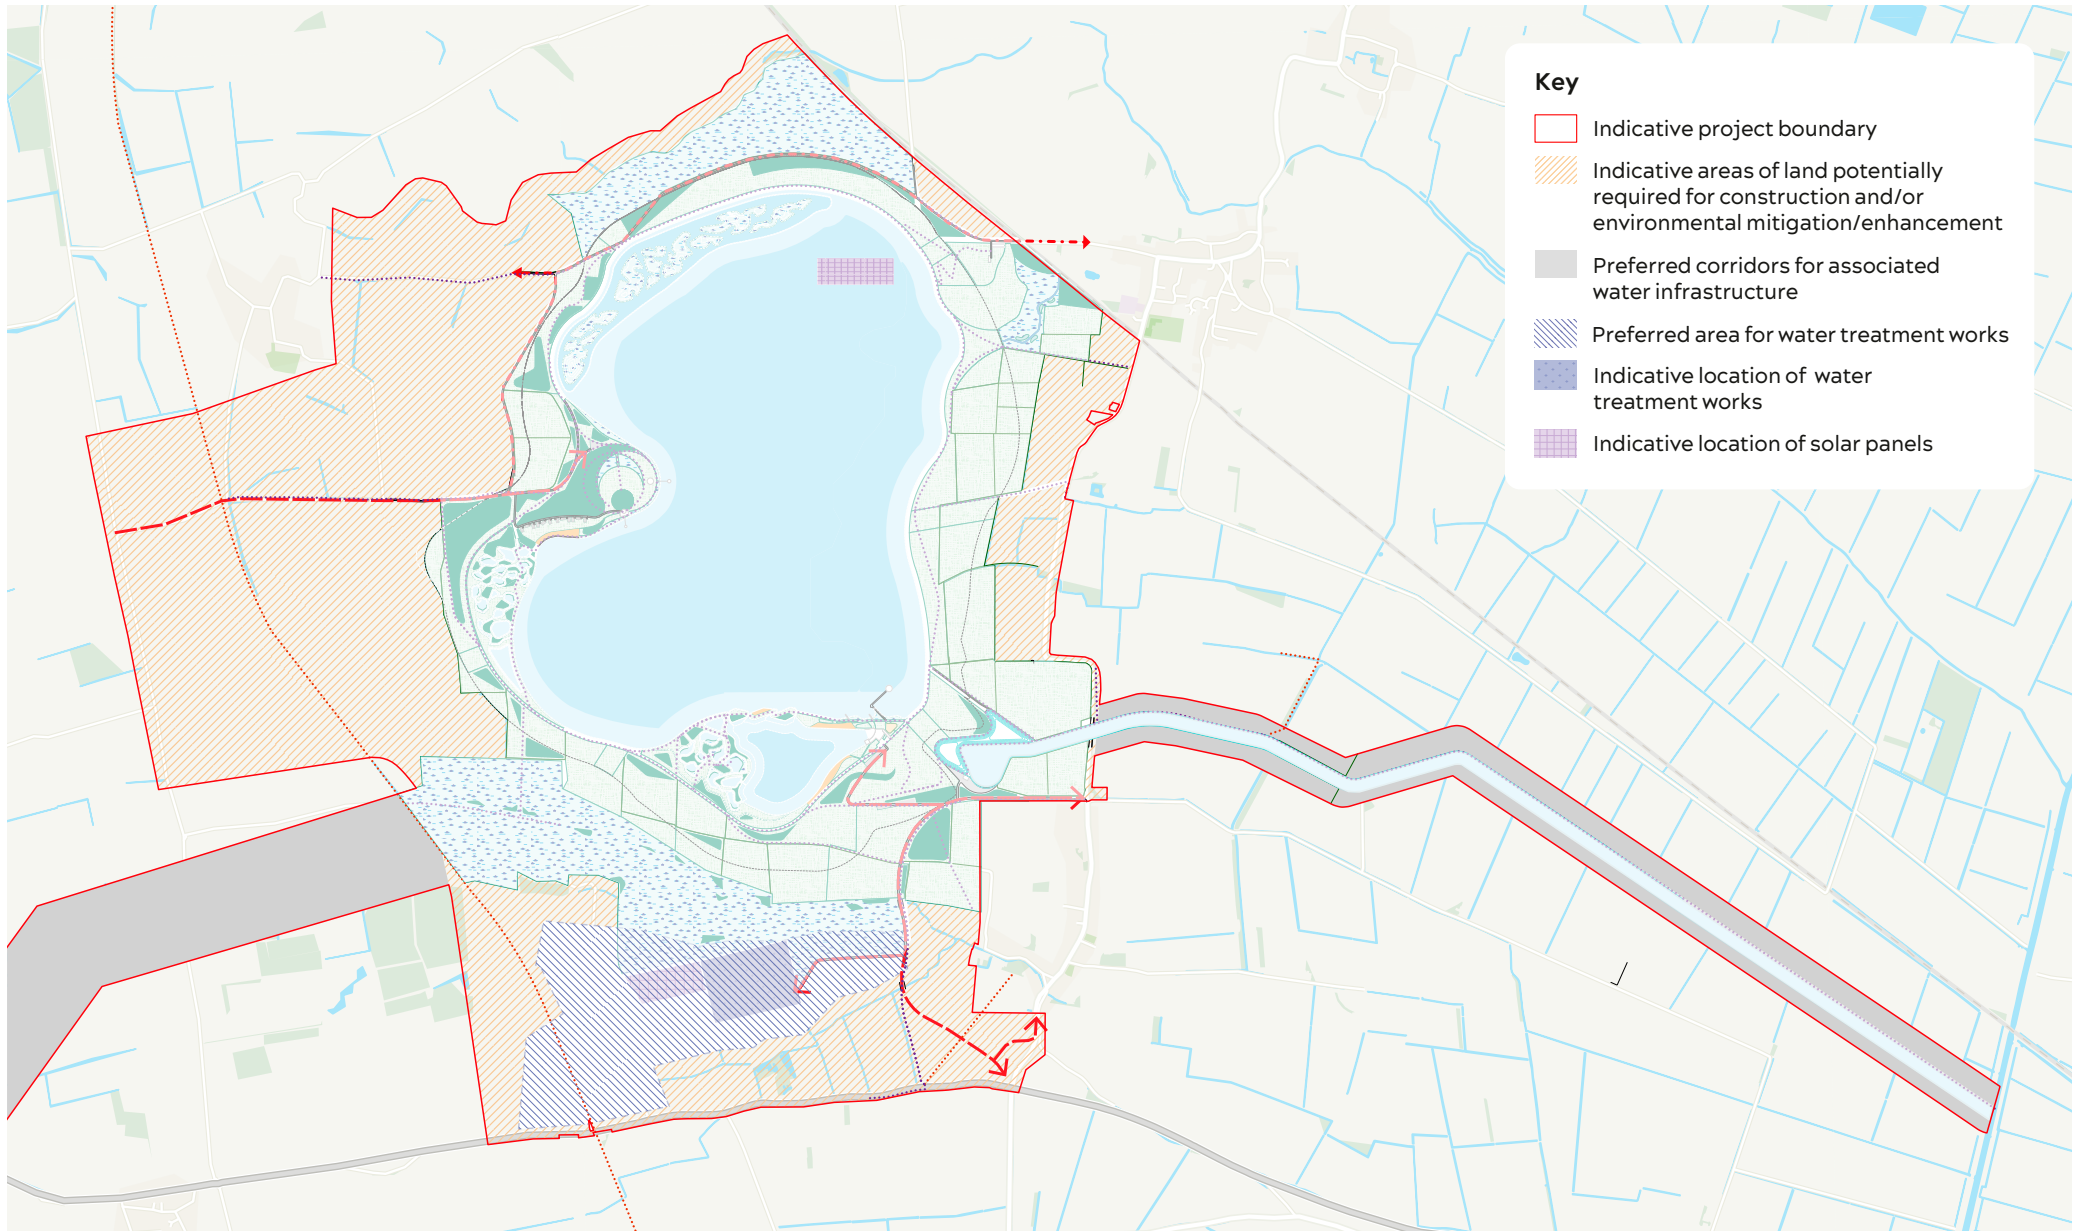 Key
Indicative project boundary
Indicative areas of land potentially
required for construction and/or
environmental mitigation/enhancement
Preferred corridors for associated
water infrastructure
Preferred area for water treatment works
Indicative location of water
treatment works
Indicative location of solar panels